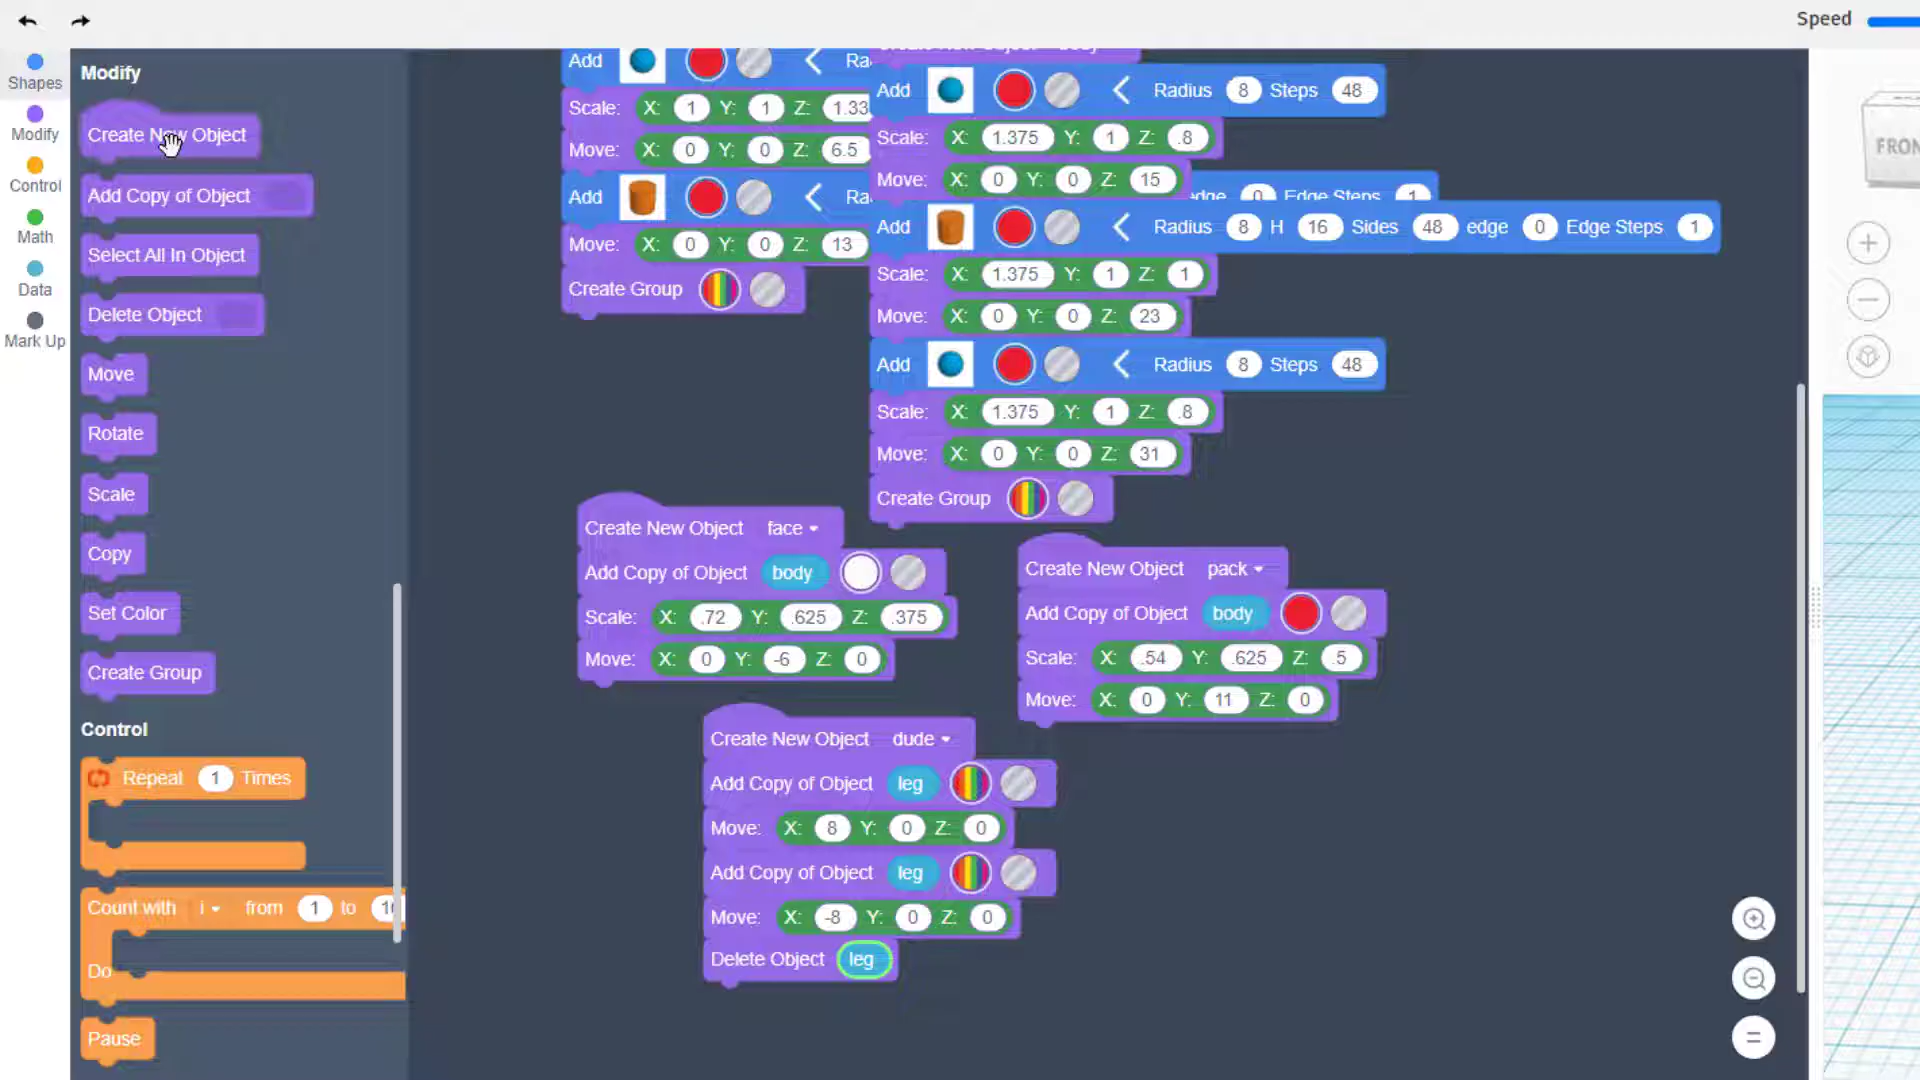 Speed
Shapes
Modify
Control
Math
Data
Mark Up
Modify
Create New Object
Add Copy of Object
Select All In Object
Delete Object
Move
Rotate
Scale
Copy
Set Color
Create Group
Control
Repeat 1 Times
Count with i from 1 to
Do
Pause
Add
Scale: X: 1 Y: 1 Z: 1.33
Move: X: 0 Y: 0 Z: 6.5
Add
Move: X: 0 Y: 0 Z: 13
Create Group
Add Radius 8 Steps 48
Scale: X: 1.375 Y: 1 Z: .8
Move: X: 0 Y: 0 Z: 15
edge 0 Edge Steps 1
Add Radius 8 H 16 Sides 48 edge 0 Edge Steps 1
Scale: X: 1.375 Y: 1 Z: 1
Move: X: 0 Y: 0 Z: 23
Add Radius 8 Steps 48
Scale: X: 1.375 Y: 1 Z: .8
Move: X: 0 Y: 0 Z: 31
Create Group
Create New Object face
Add Copy of Object body
Scale: X: .72 Y: .625 Z: .375
Move: X: 0 Y: -6 Z: 0
Create New Object pack
Add Copy of Object body
Scale: X: .54 Y: .625 Z: .5
Move: X: 0 Y: 11 Z: 0
Create New Object dude
Add Copy of Object leg
Move: X: 8 Y: 0 Z: 0
Add Copy of Object leg
Move: X: -8 Y: 0 Z: 0
Delete Object leg
FRON